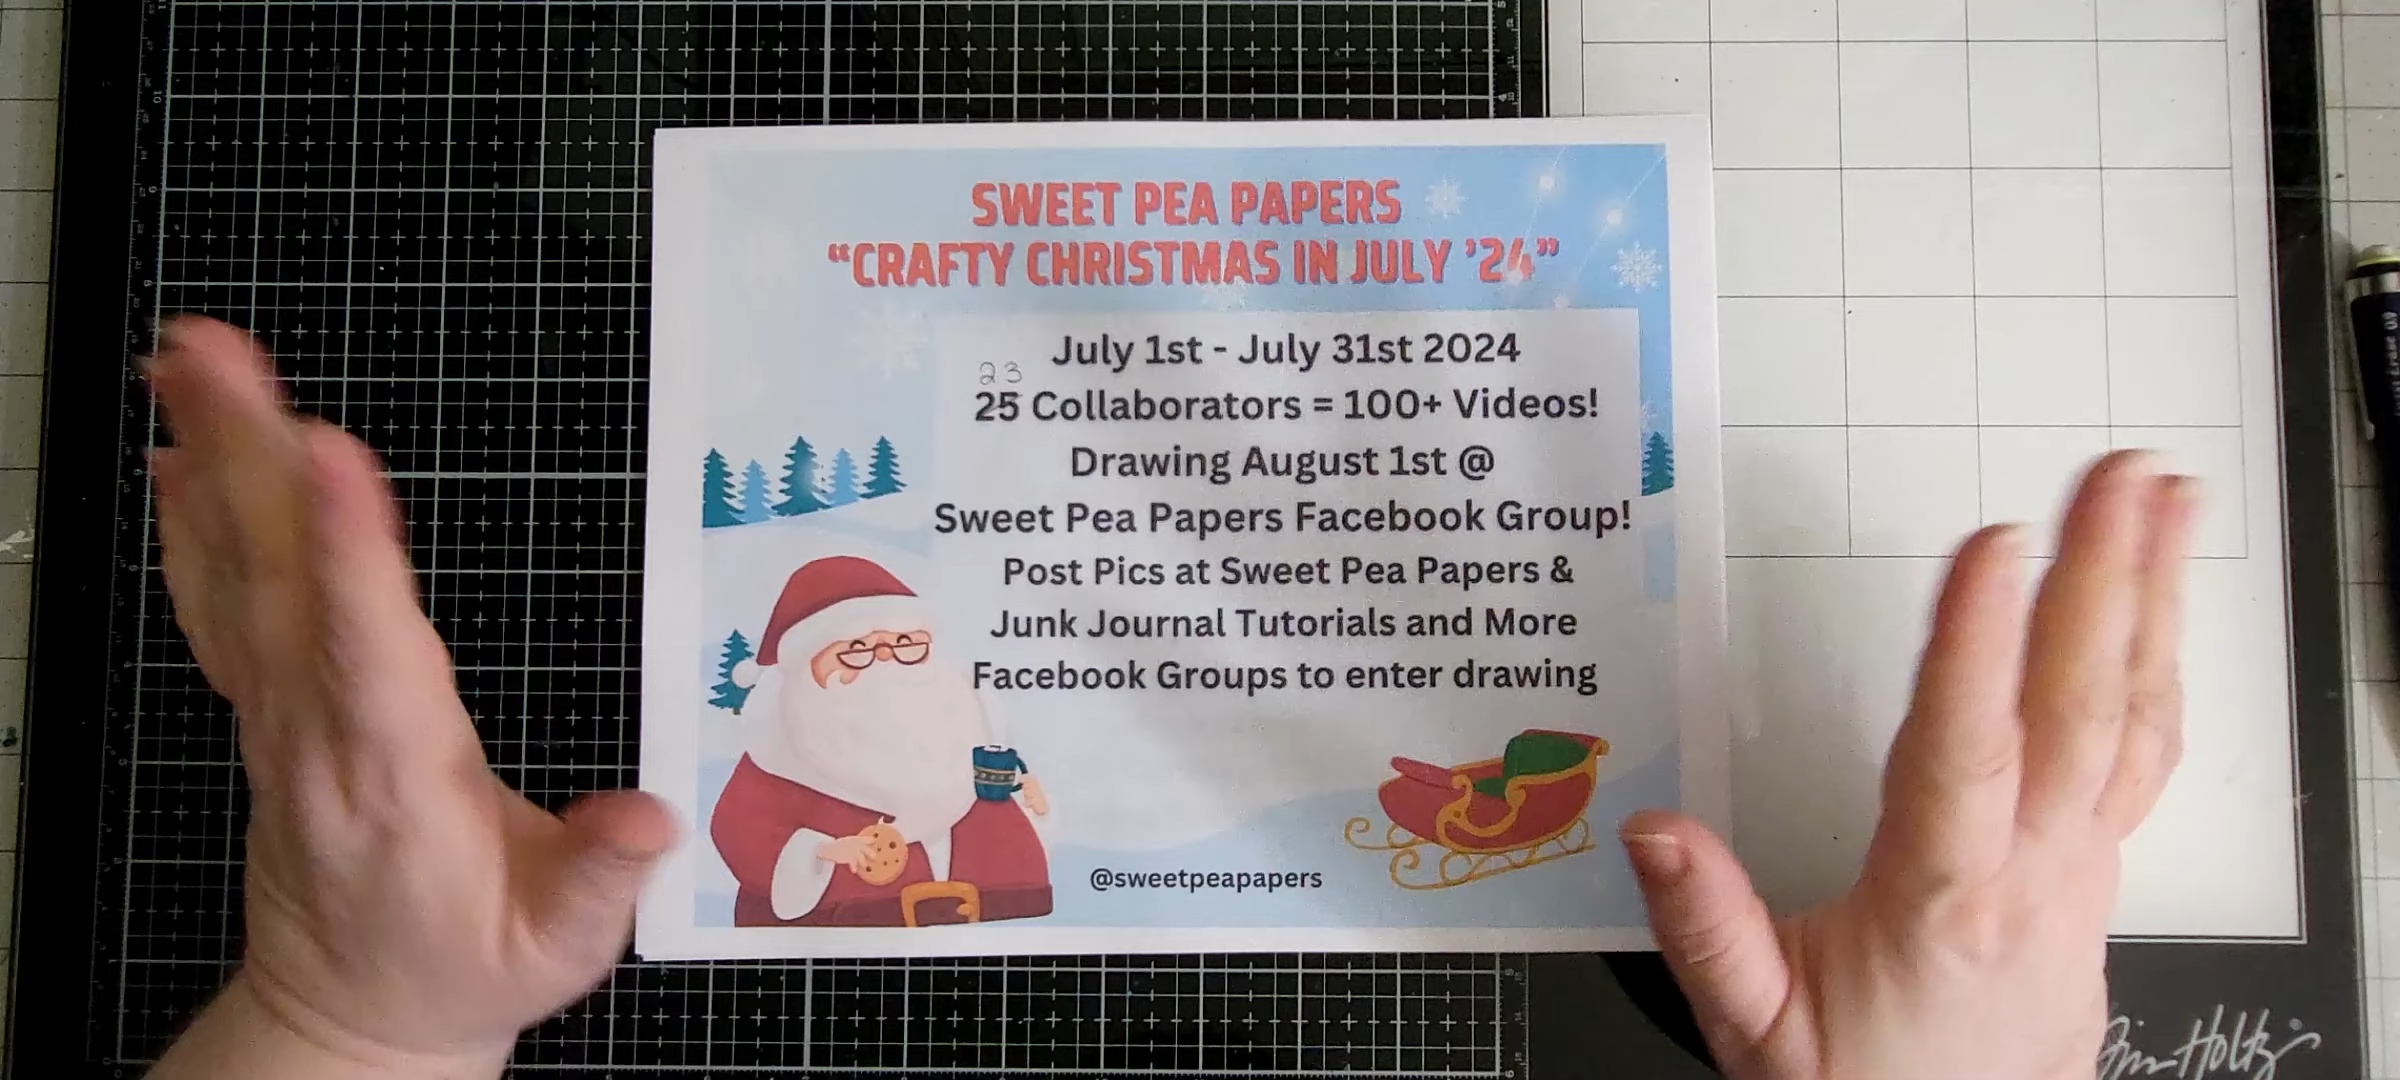 SWEET PEA PAPERS
“CRAFTY CHRISTMAS IN JULY ’24”
July 1st - July 31st 2024
23
25 Collaborators = 100+ Videos!
Drawing August 1st @
Sweet Pea Papers Facebook Group!
Post Pics at Sweet Pea Papers &
Junk Journal Tutorials and More
Facebook Groups to enter drawing
@sweetpeapapers
Tim Holtz